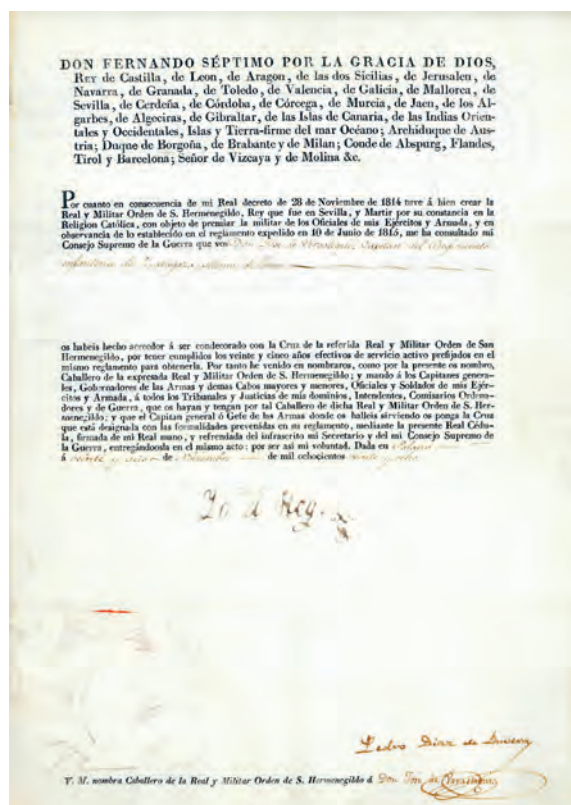 DON FERNANDO SÉPTIMO POR LA GRACIA DE DIOS,
REY de Castilla, de Leon, de Aragon, de las dos Sicilias, de Jerusalen, de
Navarra, de Granada, de Toledo, de Valencia, de Galicia, de Mallorca, de
Sevilla, de Cerdeña, de Córdoba, de Córcega, de Murcia, de Jaen, de los Al-
garbes, de Algeciras, de Gibraltar, de las Islas de Canaria, de las Indias Orien-
tales y Occidentales, Islas y Tierra-firme del mar Océano; Archiduque de Aus-
tria; Duque de Borgoña, de Brabante y de Milan; Conde de Abspurg, Flandes,
Tirol y Barcelona; Señor de Vizcaya y de Molina &c.
Por cuanto en consecuencia de mi Real decreto de 28 de Noviembre de 1814 tuve á bien crear la
Real y Militar Orden de S. Hermenegildo, Rey que fue en Sevilla, y Martir por su constancia en la
Religion Católica, con objeto de premiar la militar de los Oficiales de mis Ejércitos y Armada, y en
observancia de lo establecido en el reglamento expedido en 10 de Junio de 1815, me ha consultado mi
Consejo Supremo de la Guerra que vos Don
de
os habeis hecho acreedor á ser condecorado con la Cruz de la referida Real y Militar Orden de San
Hermenegildo, por tener cumplidos los veinte y cinco años efectivos de servicio activo prefijados en el
mismo reglamento para obtenerla. Por tanto he venido en nombraros, como por la presente os nombro,
Caballero de la expresada Real y Militar Orden de S. Hermenegildo; y mando á los Capitanes genera-
les, Gobernadores de las Armas y demas Cabos mayores y menores, Oficiales y Soldados de mis Ejér-
citos y Armada, á todos los Tribunales y Justicias de mis dominios, Intendentes, Comisarios Ordena-
dores y de Guerra, que os hayan y tengan por tal Caballero de dicha Real y Militar Orden de S. Her-
menegildo; y que el Capitan general ó Gefe de las Armas donde os halleis sirviendo os ponga la Cruz
que está designada con las formalidades prevenidas en su reglamento, mediante la presente Real Cédu-
la, firmada de mi Real mano, y refrendada del infrascrito mi Secretario y del mi Consejo Supremo de
la Guerra, entregándoosla en el mismo acto: por ser asi mi voluntad. Dada en Palacio
á veinte y de de mil ochocientos veinte y ocho
Yo el Rey.
Pedro Diaz de
V. M. nombra Caballero de la Real y Militar Orden de S. Hermenegildo á Don